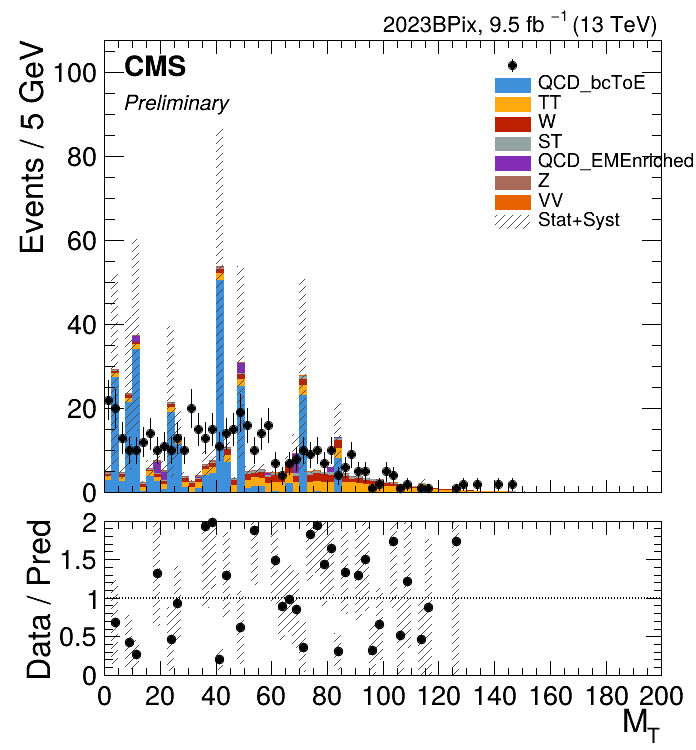 2023BPix, 9.5 fb⁻¹ (13 TeV)
CMS
Preliminary
Events / 5 GeV
100
80
60
40
20
0
QCD_bcToE
TT
W
ST
QCD_EMEnriched
Z
VV
Stat+Syst
Data / Pred
2
1.5
1
0.5
0
0 20 40 60 80 100 120 140 160 180 200
M_T